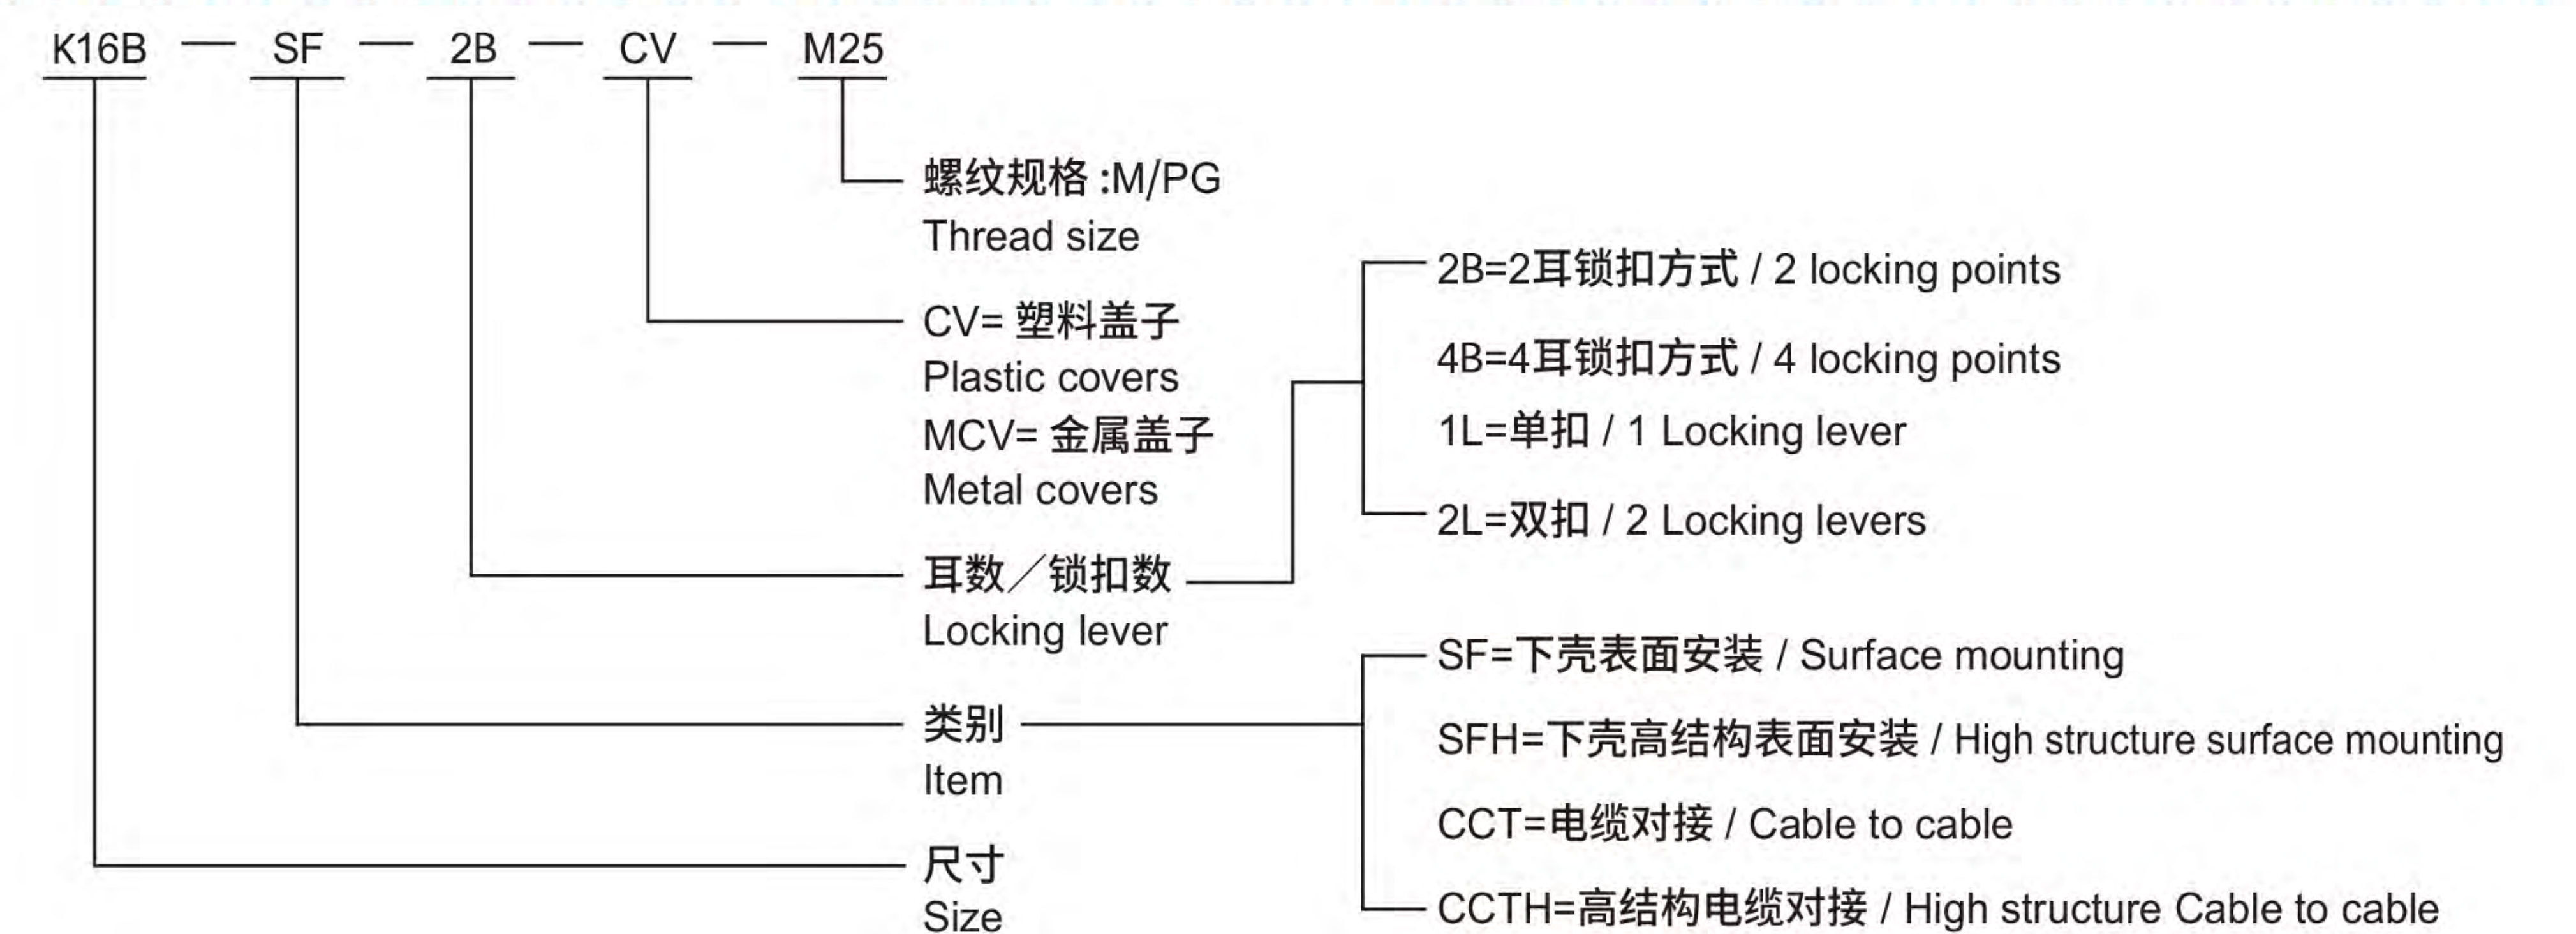 K16B — SF — 2B — CV — M25
螺纹规格 :M/PG
Thread size
CV= 塑料盖子
Plastic covers
MCV= 金属盖子
Metal covers
耳数／锁扣数
Locking lever
2B=2耳锁扣方式 / 2 locking points
4B=4耳锁扣方式 / 4 locking points
1L=单扣 / 1 Locking lever
2L=双扣 / 2 Locking levers
类别
Item
SF=下壳表面安装 / Surface mounting
SFH=下壳高结构表面安装 / High structure surface mounting
CCT=电缆对接 / Cable to cable
CCTH=高结构电缆对接 / High structure Cable to cable
尺寸
Size